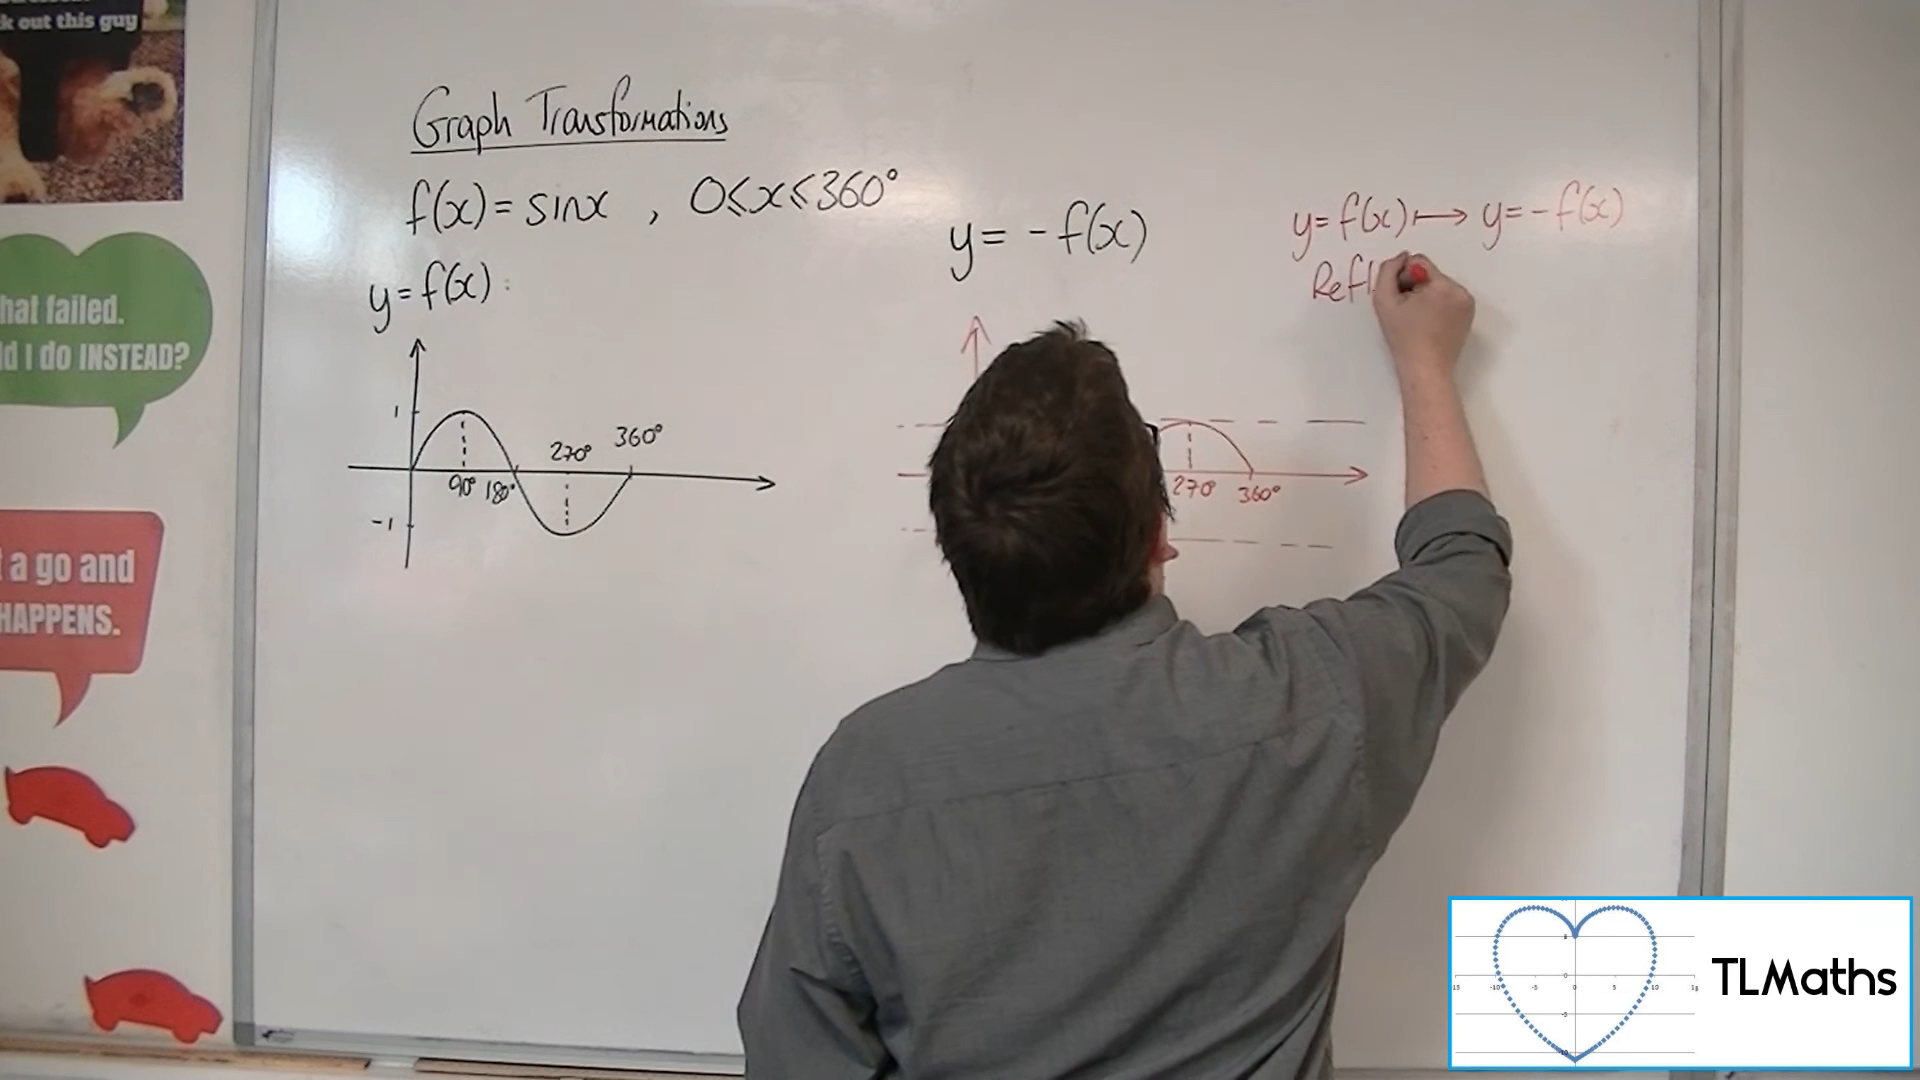 k out this guy
hat failed.
d I do INSTEAD?
a go and
HAPPENS.
Graph Transformations
f(x) = sinx , 0≤x≤360°
y=f(x) :
1
-1
90° 180°
270° 360°
y = -f(x)
270° 360°
y=f(x) ↦ y=-f(x)
Refl
TLMaths